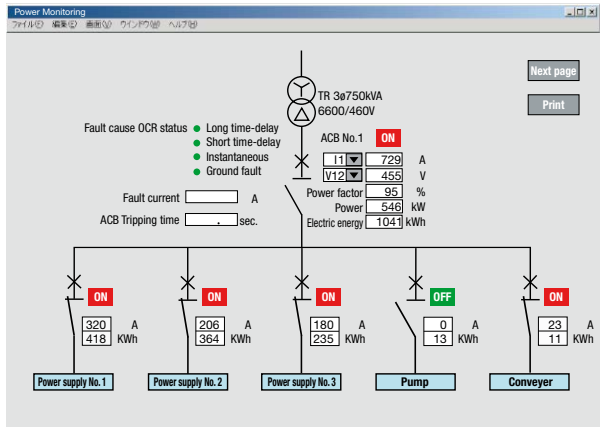 Power Monitoring
ファイル(F) 編集(E) 画面(V) ウインドウ(W) ヘルプ(H)
Next page
Print
TR 3ø750kVA
6600/460V
Fault cause OCR status
Long time-delay
Short time-delay
Instantaneous
Ground fault
ACB No.1 ON
I1 729 A
V12 455 V
Power factor 95 %
Power 546 kW
Electric energy 1041 kWh
Fault current A
ACB Tripping time . sec.
ON ON ON OFF ON
320 A 206 A 180 A 0 A 23 A
418 KWh 364 KWh 235 KWh 13 KWh 11 KWh
Power supply No. 1 Power supply No. 2 Power supply No. 3 Pump Conveyer